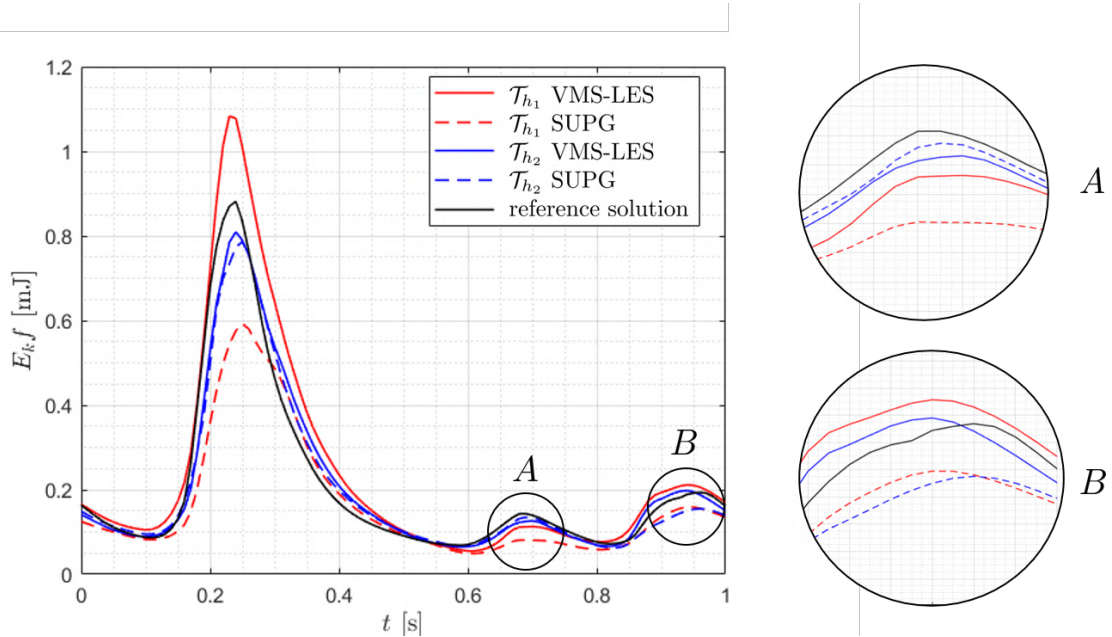 1.2
1
0.8
0.6
0.4
0.2
0
0
0.2
0.4
0.6
0.8
1
E_k f [mJ]
t [s]
𝒯_{h_1} VMS-LES
𝒯_{h_1} SUPG
𝒯_{h_2} VMS-LES
𝒯_{h_2} SUPG
reference solution
A
B
A
B